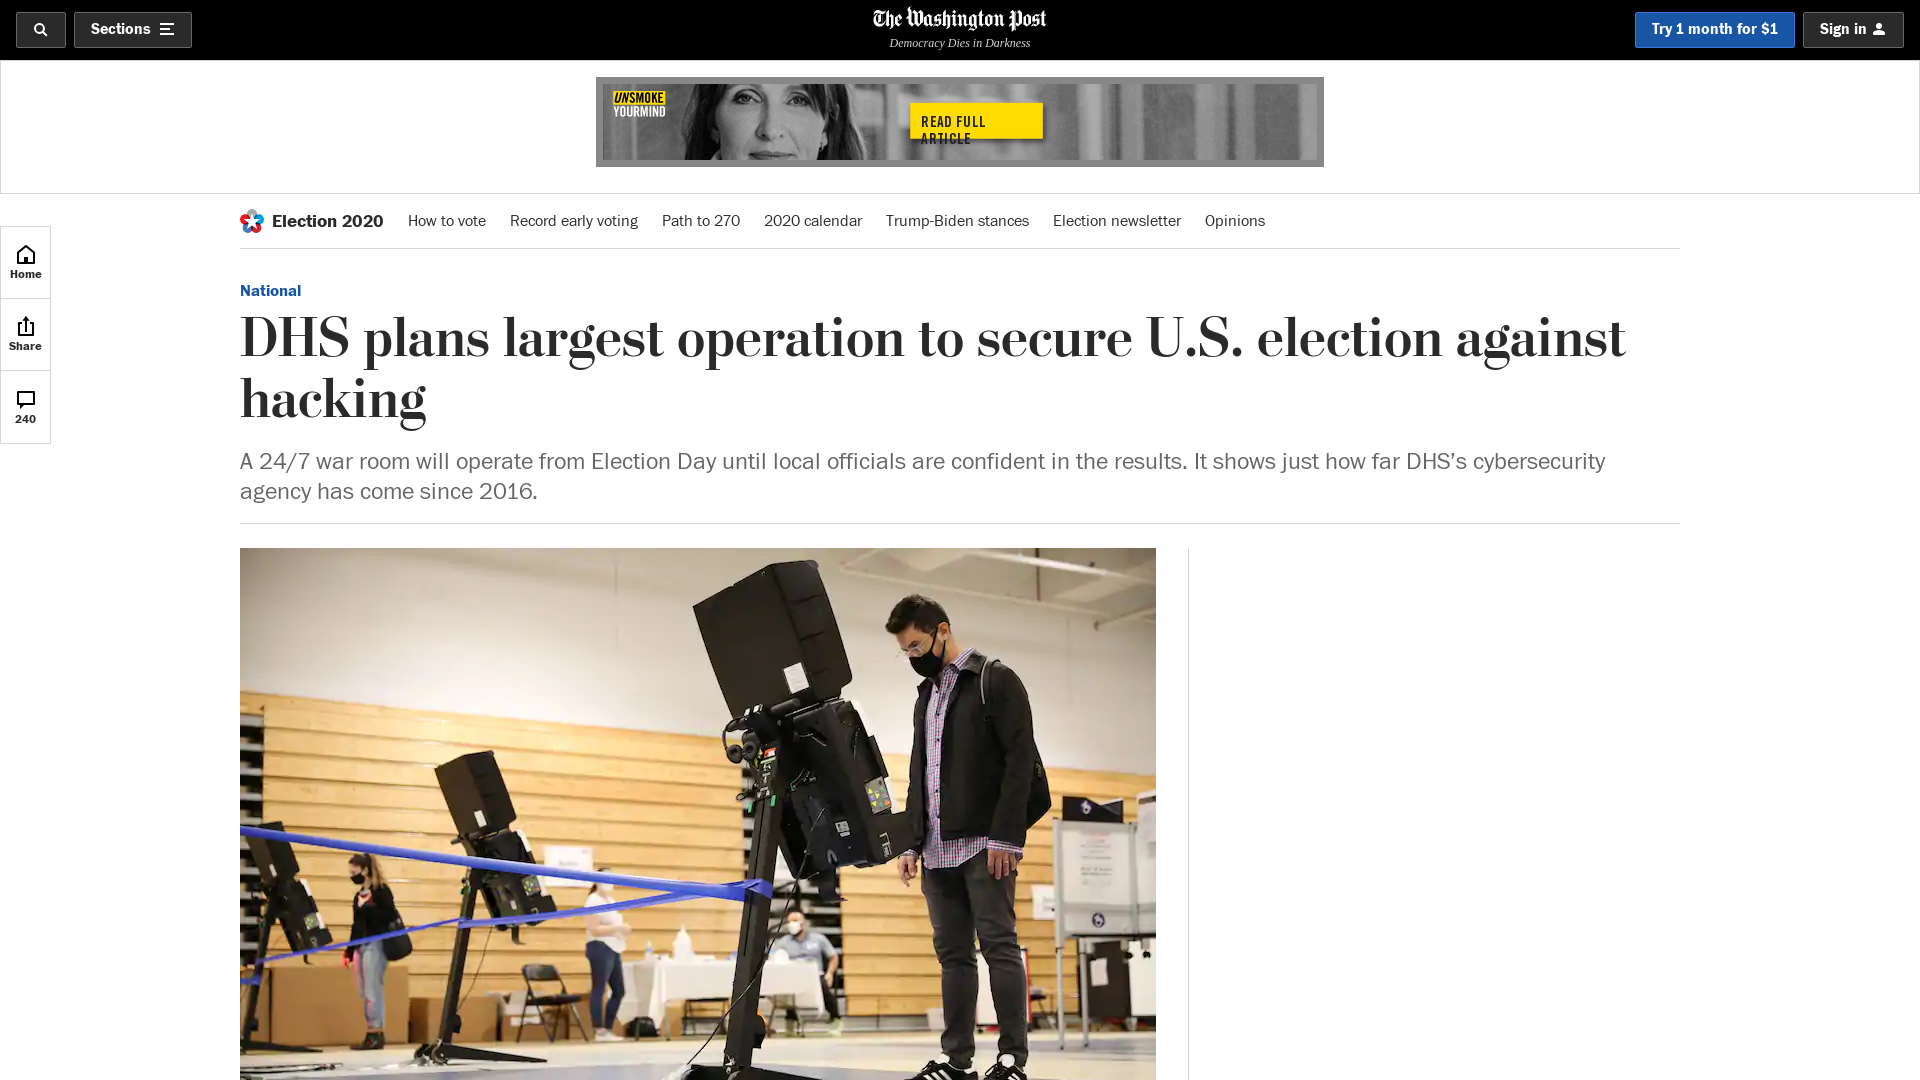 Sections
The Washington Post
Democracy Dies in Darkness
Try 1 month for $1
Sign in
UNSMOKE
YOURMIND
READ FULL
ARTICLE
Election 2020
How to vote
Record early voting
Path to 270
2020 calendar
Trump-Biden stances
Election newsletter
Opinions
Home
Share
240
National
DHS plans largest operation to secure U.S. election against
hacking
A 24/7 war room will operate from Election Day until local officials are confident in the results. It shows just how far DHS’s cybersecurity
agency has come since 2016.